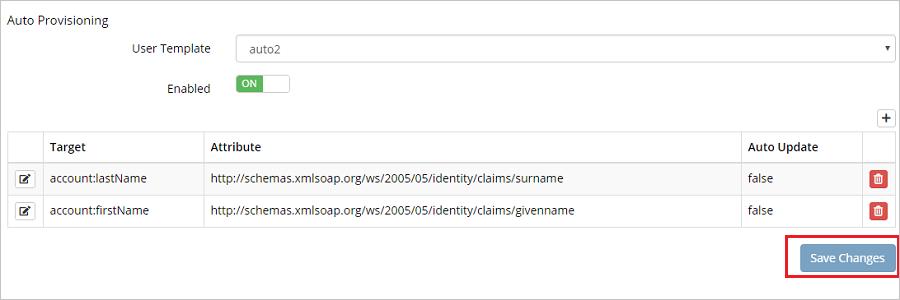 Auto Provisioning
User Template auto2
Enabled ON
Target Attribute Auto Update
account:lastName http://schemas.xmlsoap.org/ws/2005/05/identity/claims/surname false
account:firstName http://schemas.xmlsoap.org/ws/2005/05/identity/claims/givenname false
Save Changes